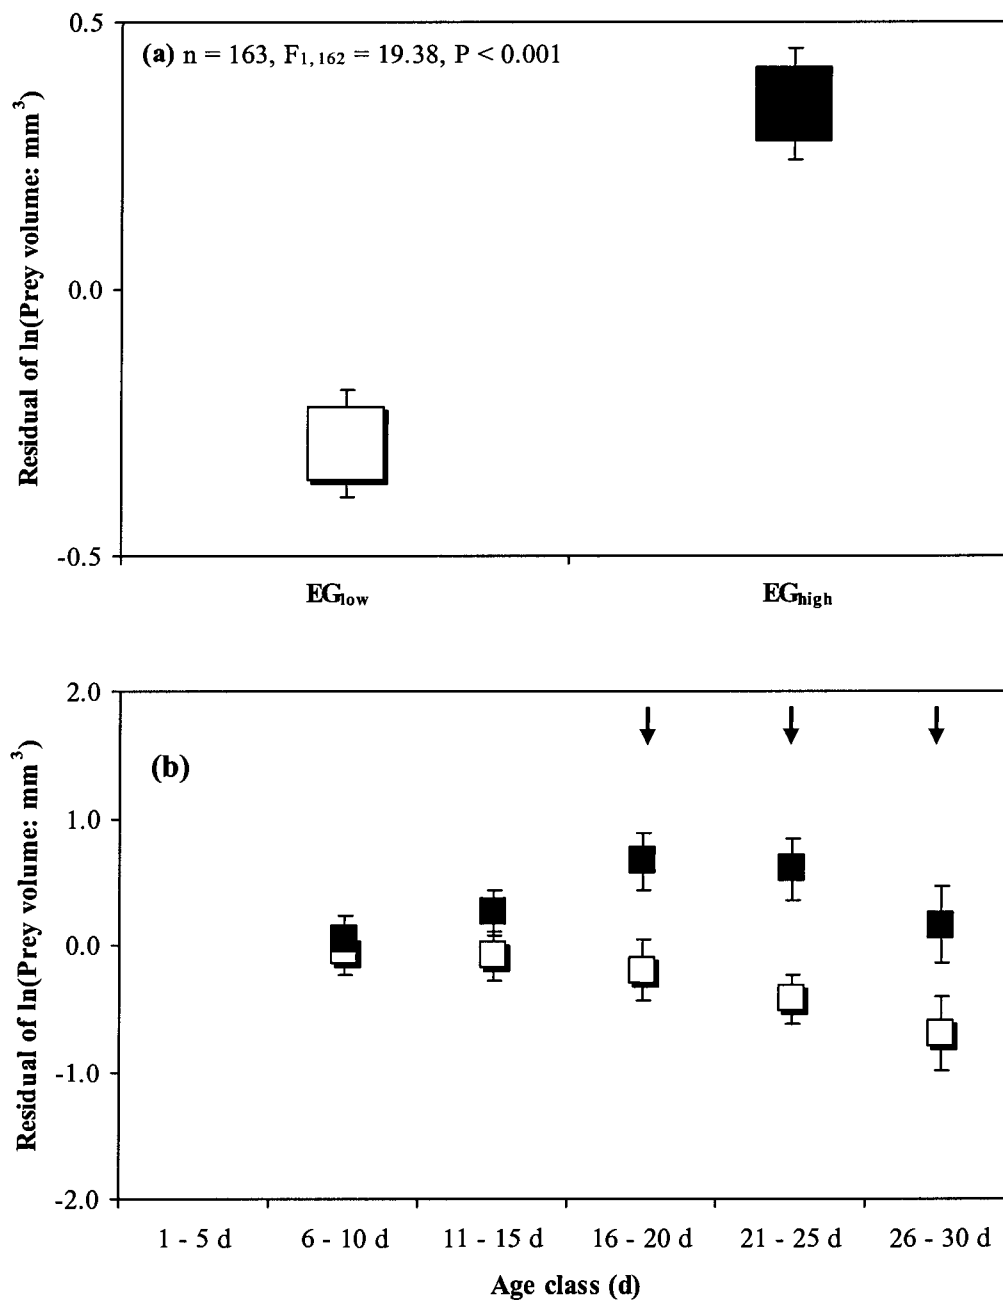 Residual of ln(Prey volume: mm³)
0.5
0.0
-0.5
(a) n = 163, F₁,₁₆₂ = 19.38, P < 0.001
EGlow
EGhigh
Residual of ln(Prey volume: mm³)
2.0
1.0
0.0
-1.0
-2.0
(b)
1 - 5 d 6 - 10 d 11 - 15 d 16 - 20 d 21 - 25 d 26 - 30 d
Age class (d)